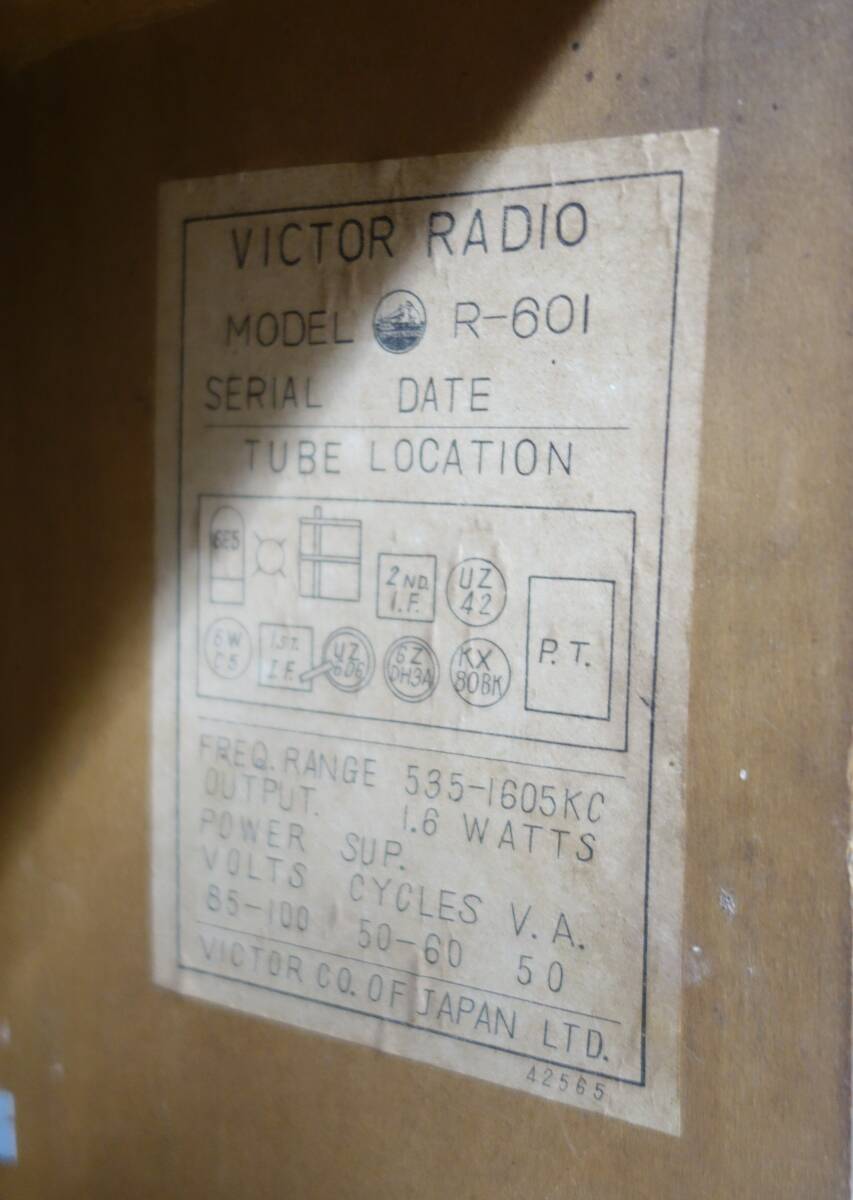 VICTOR RADIO
MODEL R-601
SERIAL DATE
TUBE LOCATION
6E5
2ND. I.F.
UZ 42
6W C5
1ST. I.F.
UZ 6D6
6Z DH3A
KX 80BK
P.T.
FREQ. RANGE 535-1605KC
OUTPUT. 1.6 WATTS
POWER SUP.
VOLTS CYCLES V.A.
85-100 50-60 50
VICTOR CO. OF JAPAN LTD.
42565